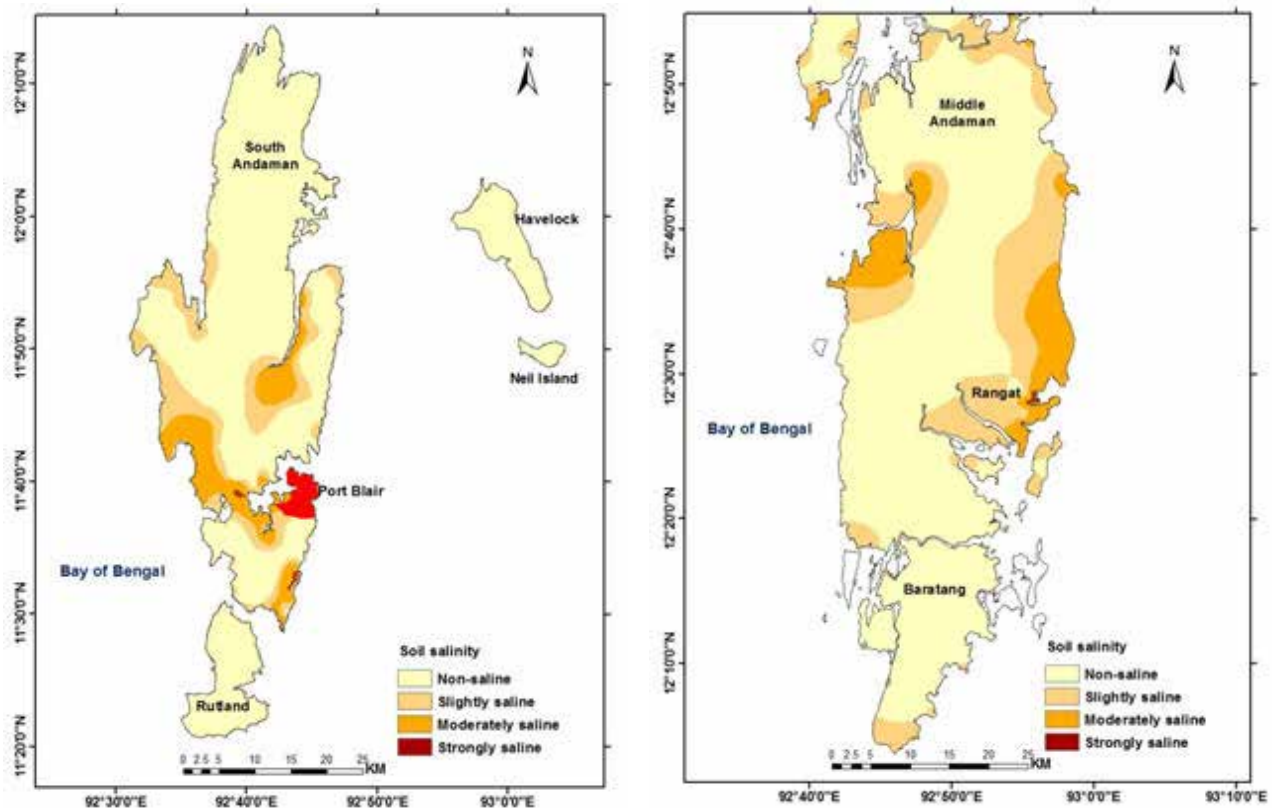 N
12°10'0"N
South
Andaman
12°0'0"N
Havelock
11°50'0"N
Neil Island
11°40'0"N
Port Blair
Bay of Bengal
11°30'0"N
Rutland
11°20'0"N
Soil salinity
Non-saline
Slightly saline
Moderately saline
Strongly saline
0 2.5 5 10 15 20 25
KM
92°30'0"E 92°40'0"E 92°50'0"E 93°0'0"E
N
12°50'0"N
Middle
Andaman
12°40'0"N
12°30'0"N
Rangat
Bay of Bengal
12°20'0"N
Baratang
12°10'0"N
Soil salinity
Non-saline
Slightly saline
Moderately saline
Strongly saline
0 2.5 5 10 15 20 25
KM
92°40'0"E 92°50'0"E 93°0'0"E 93°10'0"E